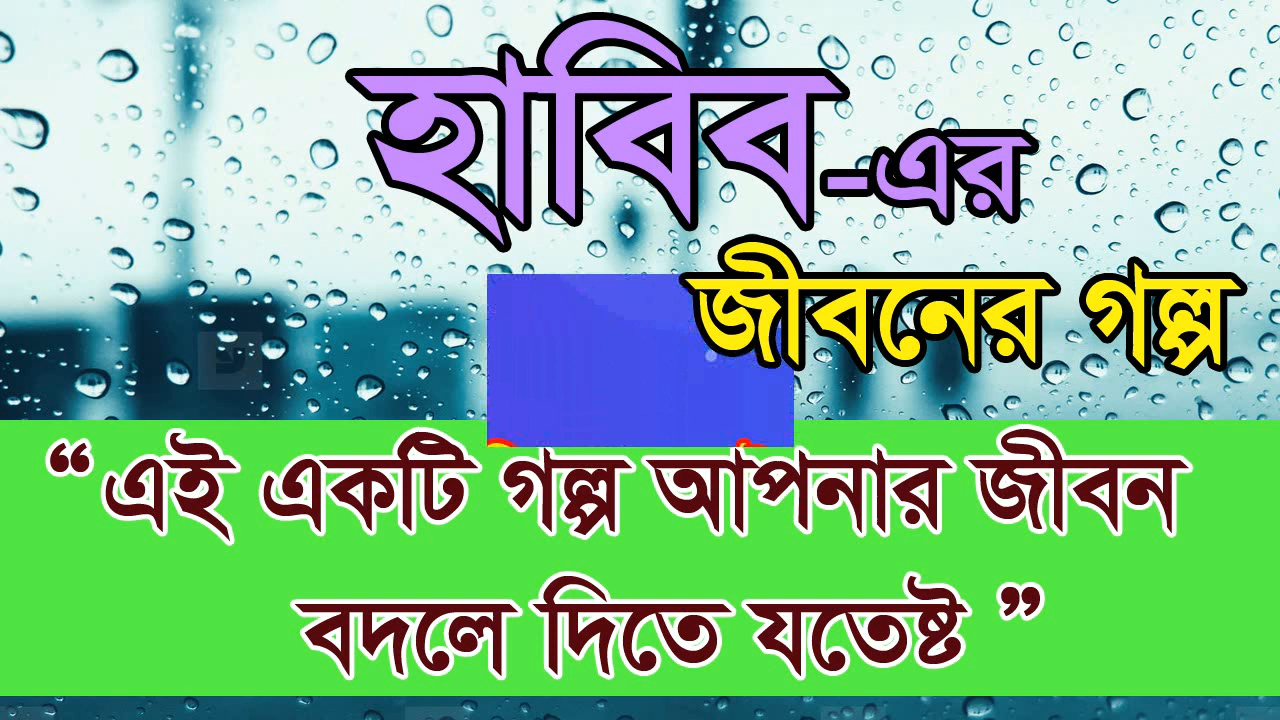 হাবিব-এর
জীবনের গল্প
“এই একটি গল্প আপনার জীবন
বদলে দিতে যতেষ্ট ”